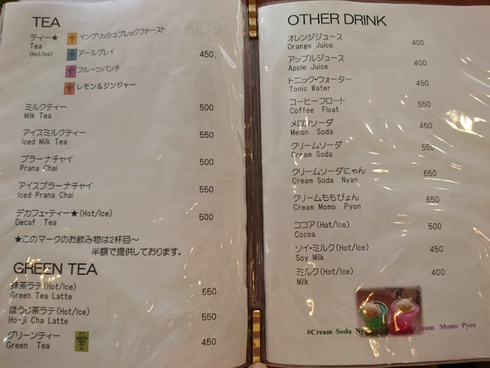 TEA
ティー★
Tea
(Hot/Ice)
イングリッシュブレックファースト
アールグレイ
フルーツパンチ
レモン&ジンジャー
450
ミルクティー
Milk Tea
500
アイスミルクティー
Iced Milk Tea
550
プラーナチャイ
Prana Chai
500
アイスプラーナチャイ
Iced Prana Chai
550
デカフェ・ティー★(Hot/Ice)
Decaf Tea
500
★このマークのお飲み物は2杯目~
半額で提供しております。
GREEN TEA
抹茶ラテ(Hot/Ice)
Green Tea Latte
550
ほうじ茶ラテ(Hot/Ice)
Ho-ji Cha Latte
550
グリーンティー
Green Tea
450
OTHER DRINK
オレンジジュース
Orange Juice
400
アップルジュース
Apple Juice
400
トニック・ウォーター
Tonic Water
450
コーヒーフロート
Coffee Float
550
メロンソーダ
Melon Soda
450
クリームソーダ
Cream Soda
550
クリームソーダにゃん
Cream Soda Nyan
650
クリームももぴょん
Cream Momo Pyon
650
ココア(Hot/Ice)
Cocoa
500
ソイ・ミルク(Hot/Ice)
Soy Milk
450
ミルク(Hot/Ice)
Milk
400
#Cream Soda Nyan
Cream Momo Pyon